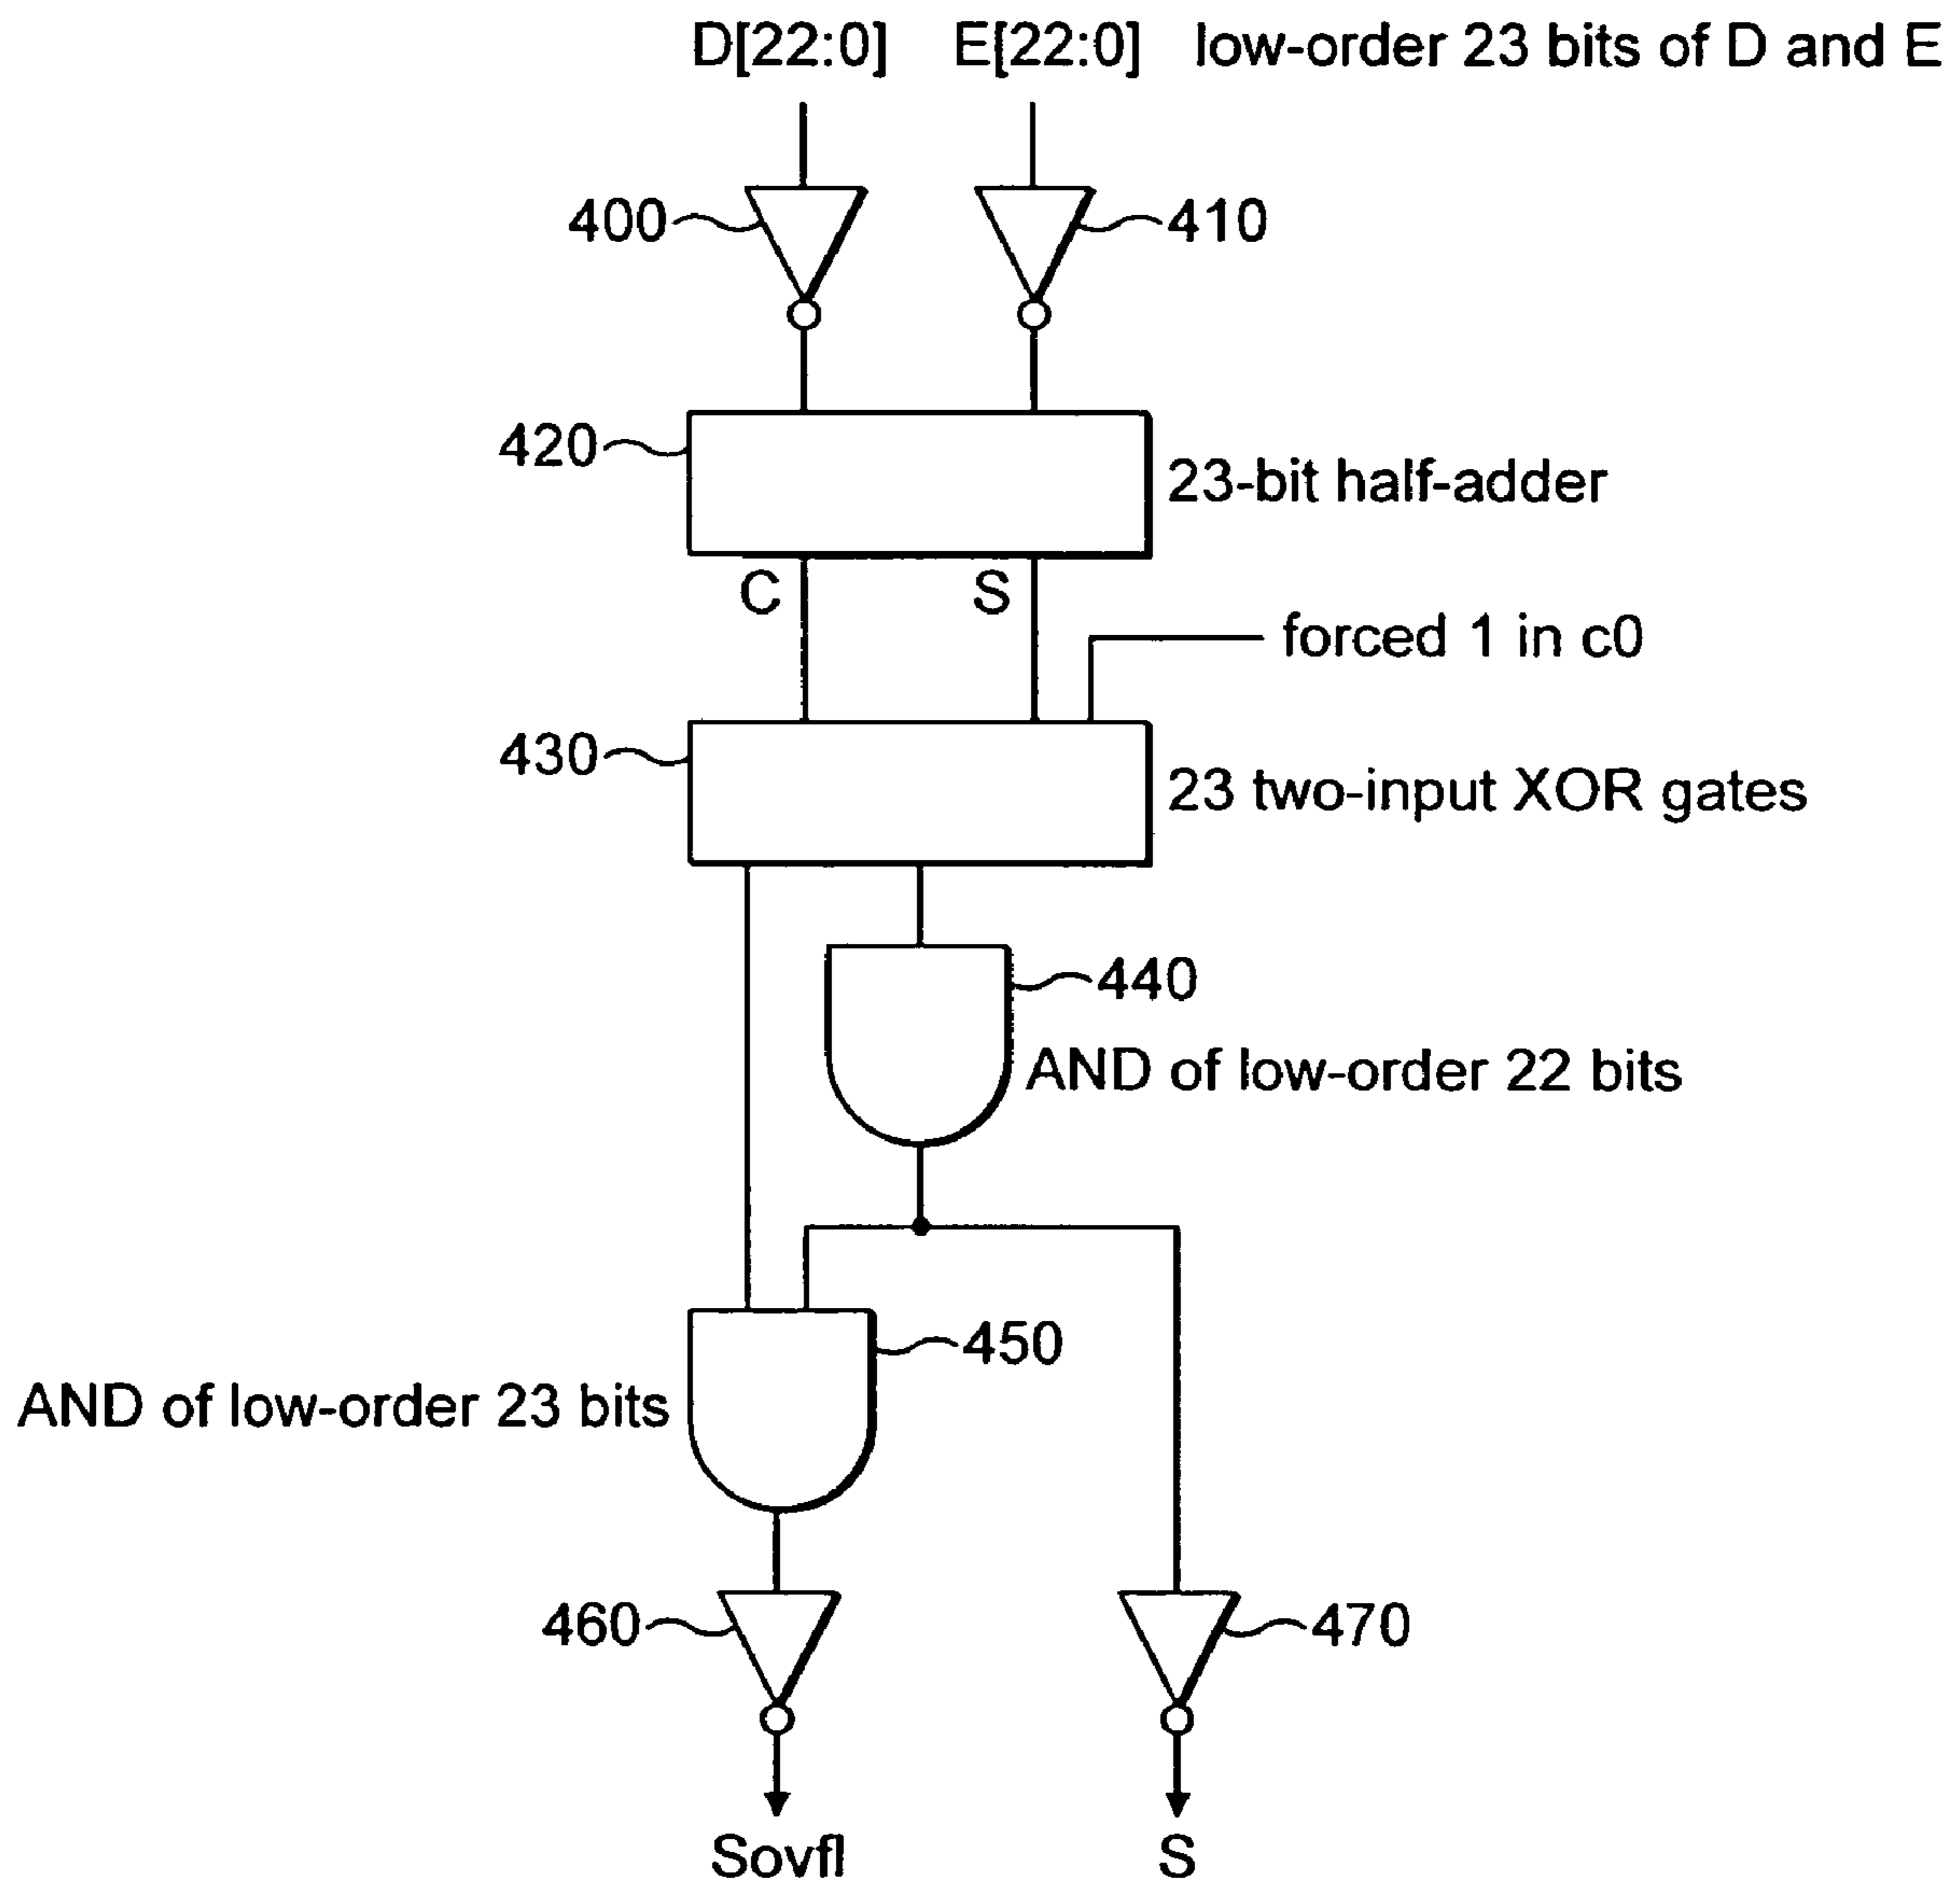 D[22:0] E[22:0] low-order 23 bits of D and E
400 410
420 23-bit half-adder
C S
forced 1 in c0
430 23 two-input XOR gates
440
AND of low-order 22 bits
450
AND of low-order 23 bits
460 470
Sovfl S